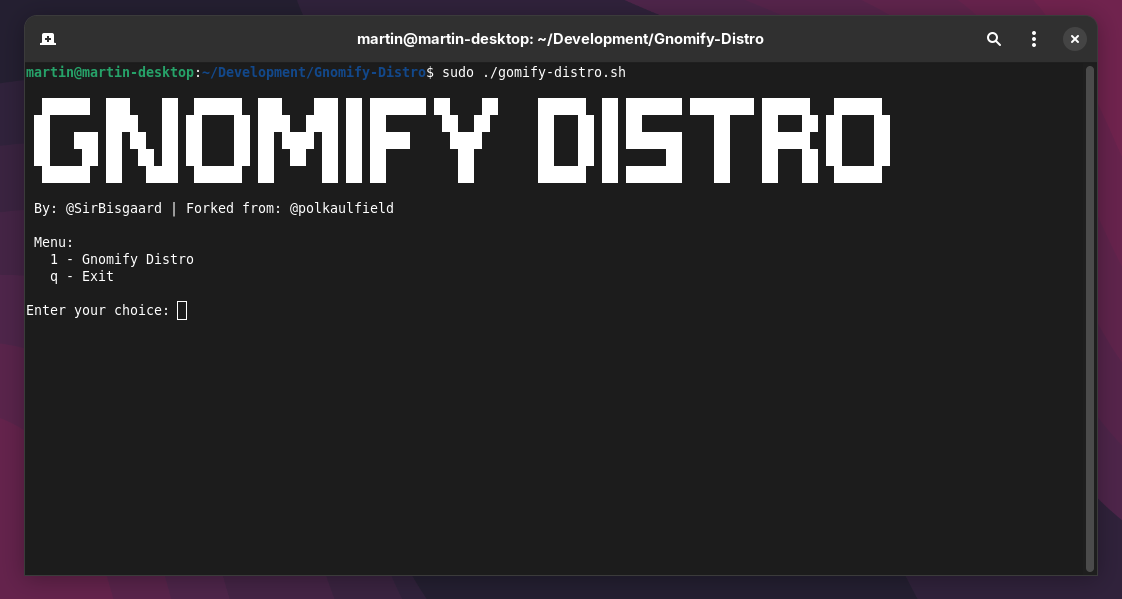 martin@martin-desktop: ~/Development/Gnomify-Distro
martin@martin-desktop:~/Development/Gnomify-Distro$ sudo ./gomify-distro.sh
GNOMIFY DISTRO
By: @SirBisgaard | Forked from: @polkaulfield
Menu:
1 - Gnomify Distro
q - Exit
Enter your choice: